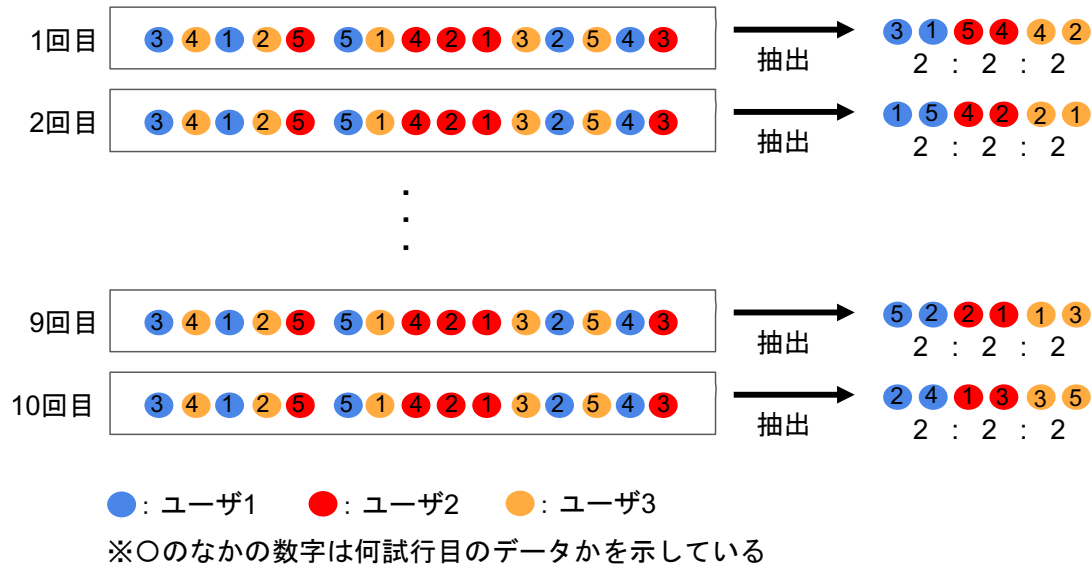 1回目 3 4 1 2 5 5 1 4 2 1 3 2 5 4 3 抽出 3 1 5 4 4 2
2 : 2 : 2
2回目 3 4 1 2 5 5 1 4 2 1 3 2 5 4 3 抽出 1 5 4 2 2 1
2 : 2 : 2
9回目 3 4 1 2 5 5 1 4 2 1 3 2 5 4 3 抽出 5 2 2 1 1 3
2 : 2 : 2
10回目 3 4 1 2 5 5 1 4 2 1 3 2 5 4 3 抽出 2 4 1 3 3 5
2 : 2 : 2
: ユーザ1 : ユーザ2 : ユーザ3
※〇のなかの数字は何試行目のデータかを示している